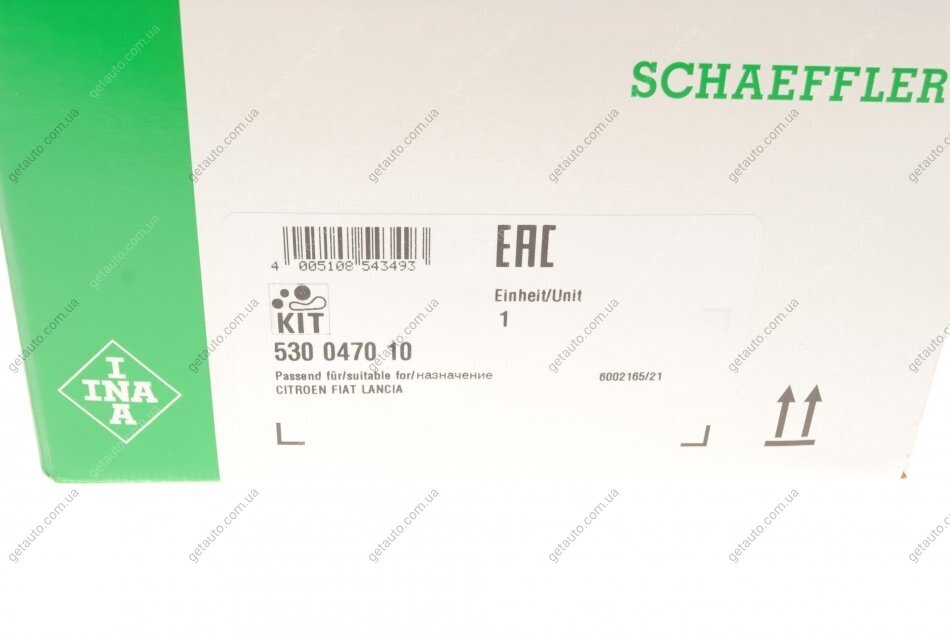 SCHAEFFLER
EAC
4 005108 543493
Einheit/Unit
1
KIT
530 0470 10
Passend für/suitable for/назначение
6002165/21
CITROEN FIAT LANCIA
INA
INA
getauto.com.ua